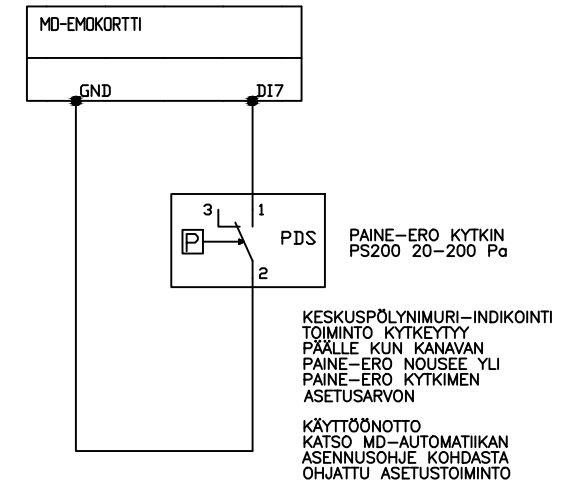 MD-EMOKORTTI
GND DI7
3 1
P PDS
2
PAINE-ERO KYTKIN
PS200 20-200 Pa
KESKUSPÖLYNIMURI-INDIKOINTI
TOIMINTO KYTKEYTYY
PÄÄLLE KUN KANAVAN
PAINE-ERO NOUSEE YLI
PAINE-ERO KYTKIMEN
ASETUSARVON
KÄYTTÖÖNOTTO
KATSO MD-AUTOMATIIKAN
ASENNUSOHJE KOHDASTA
OHJATTU ASETUSTOIMINTO